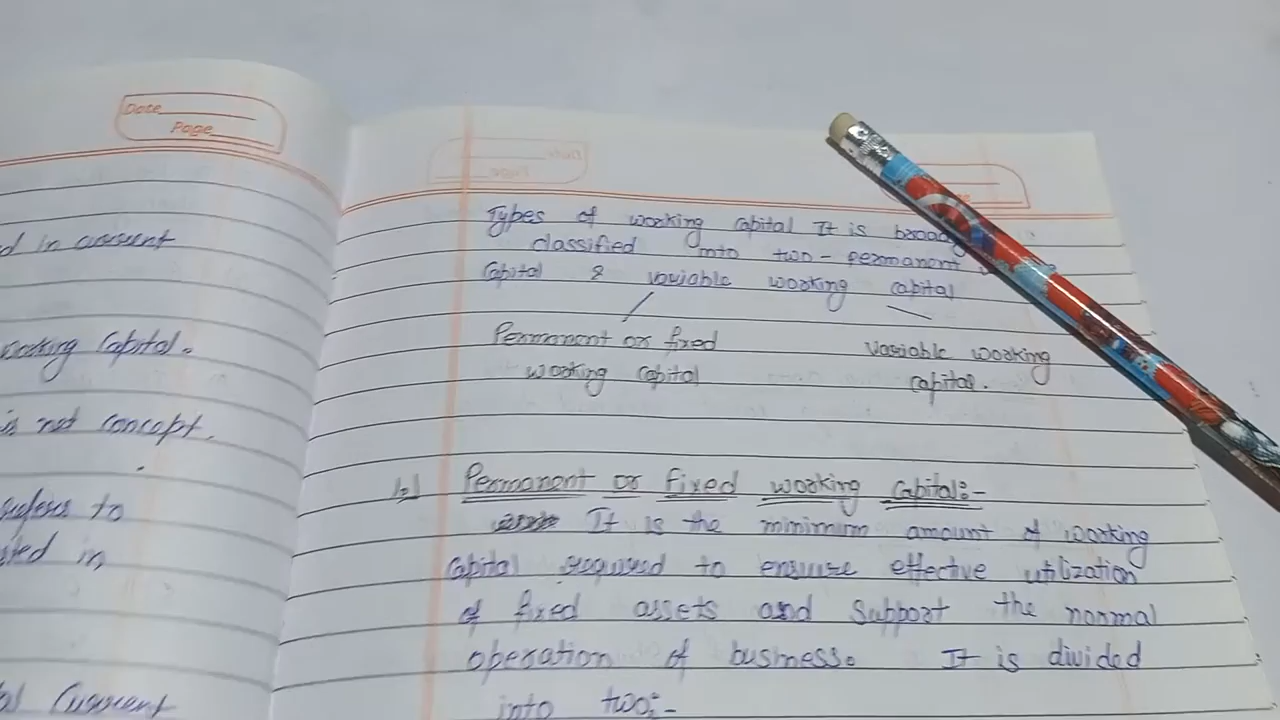 Date
Page
d in current
working Capital.
is not concept.
refers to
sted in,
al Current
Types of working Capital It is
classified into two - permanent
Capital & variable working capital
Permanent or fixed
working capital
variable working
capital.
1.) Permanent or fixed working Capital:-
It is the minimum amount of working
Capital required to ensure effective utilization
of fixed assets and support the normal
operation of business. It is divided
into two:-